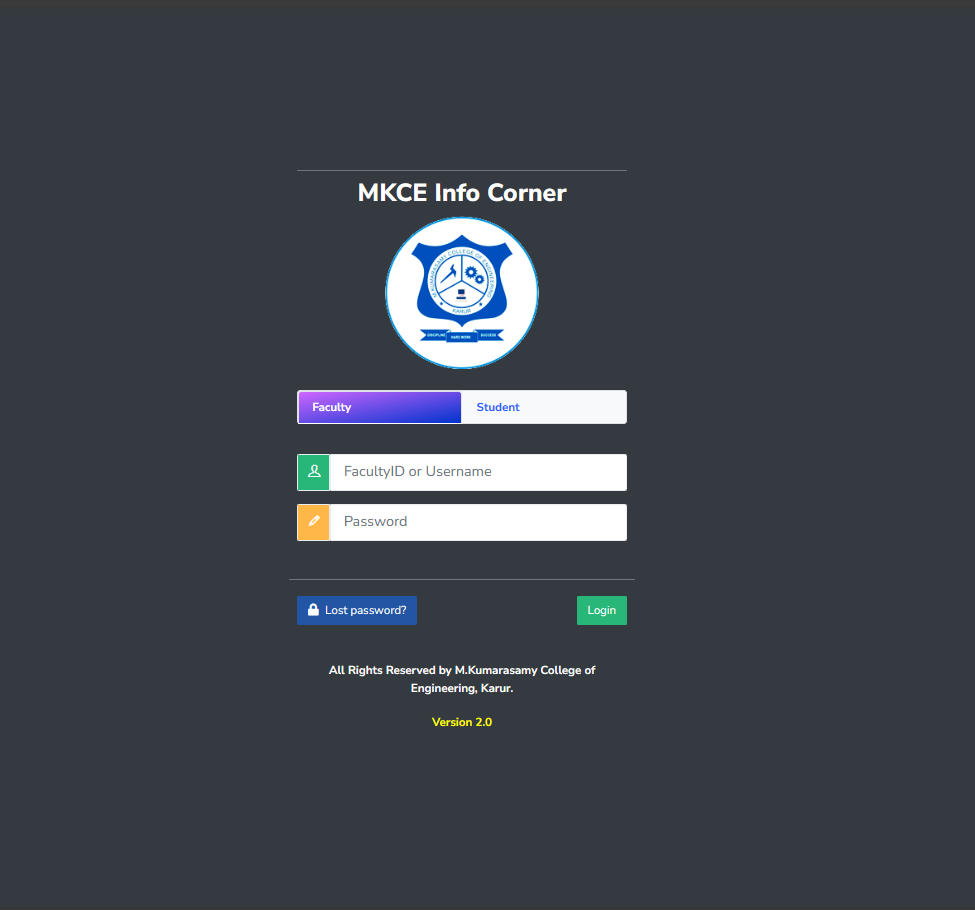 MKCE Info Corner
M.KUMARASAMY COLLEGE OF ENGINEERING
KARUR
DISCIPLINE HARD WORK SUCCESS
Faculty Student
FacultyID or Username
Password
Lost password? Login
All Rights Reserved by M.Kumarasamy College of
Engineering, Karur.
Version 2.0